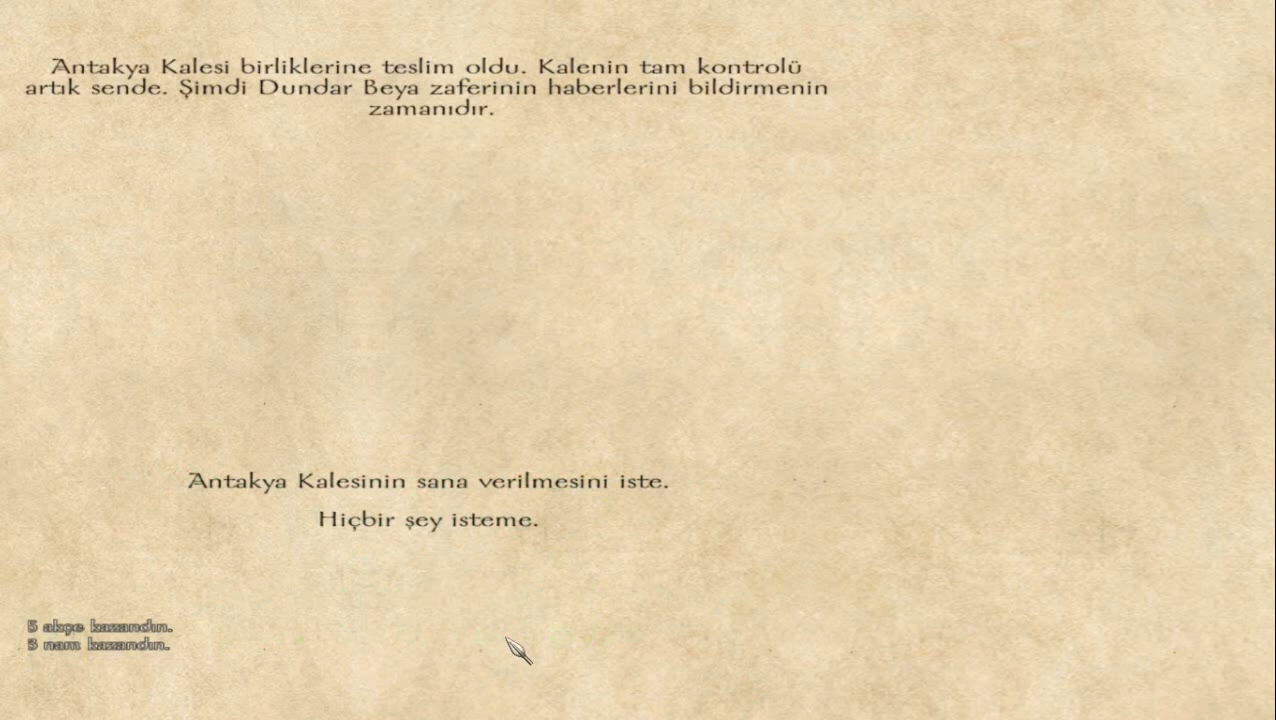 Antakya Kalesi birliklerine teslim oldu. Kalenin tam kontrolü
artık sende. Şimdi Dundar Beya zaferinin haberlerini bildirmenin
zamanıdır.
Antakya Kalesinin sana verilmesini iste.
Hiçbir şey isteme.
5 akçe kazandın.
3 nam kazandın.